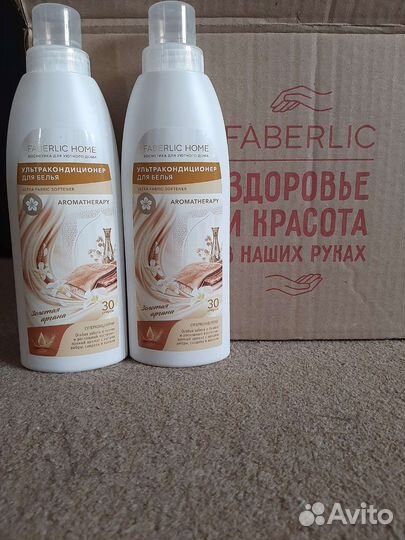 FABERLIC HOME
КОСМЕТИКА ДЛЯ УЮТНОГО ДОМА
УЛЬТРАКОНДИЦИОНЕР
ДЛЯ БЕЛЬЯ
ULTRA FABRIC SOFTENER
AROMATHERAPY
Золотая
аргана
30
FABERLIC HOME
КОСМЕТИКА ДЛЯ УЮТНОГО ДОМА
УЛЬТРАКОНДИЦИОНЕР
ДЛЯ БЕЛЬЯ
ULTRA FABRIC SOFTENER
AROMATHERAPY
Золотая
аргана
30
FABERLIC
ЗДОРОВЬЕ
И КРАСОТА
В НАШИХ РУКАХ
Avito